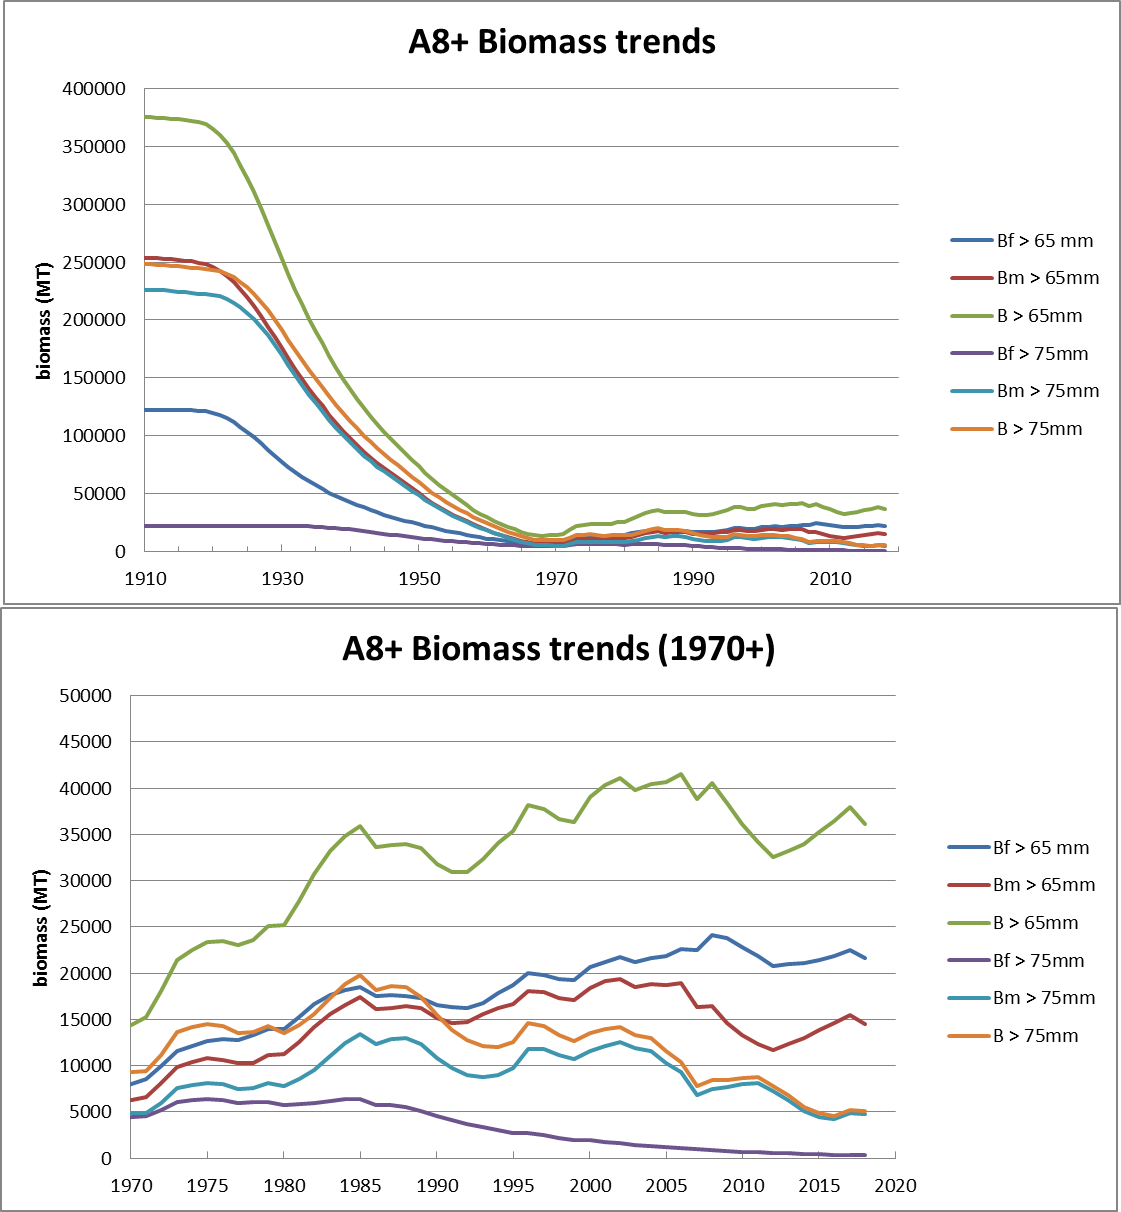 A8+ Biomass trends
biomass (MT)
400000
350000
300000
250000
200000
150000
100000
50000
0
1910 1930 1950 1970 1990 2010
Bf > 65 mm
Bm > 65mm
B > 65mm
Bf > 75mm
Bm > 75mm
B > 75mm
A8+ Biomass trends (1970+)
biomass (MT)
50000
45000
40000
35000
30000
25000
20000
15000
10000
5000
0
1970 1975 1980 1985 1990 1995 2000 2005 2010 2015 2020
Bf > 65 mm
Bm > 65mm
B > 65mm
Bf > 75mm
Bm > 75mm
B > 75mm